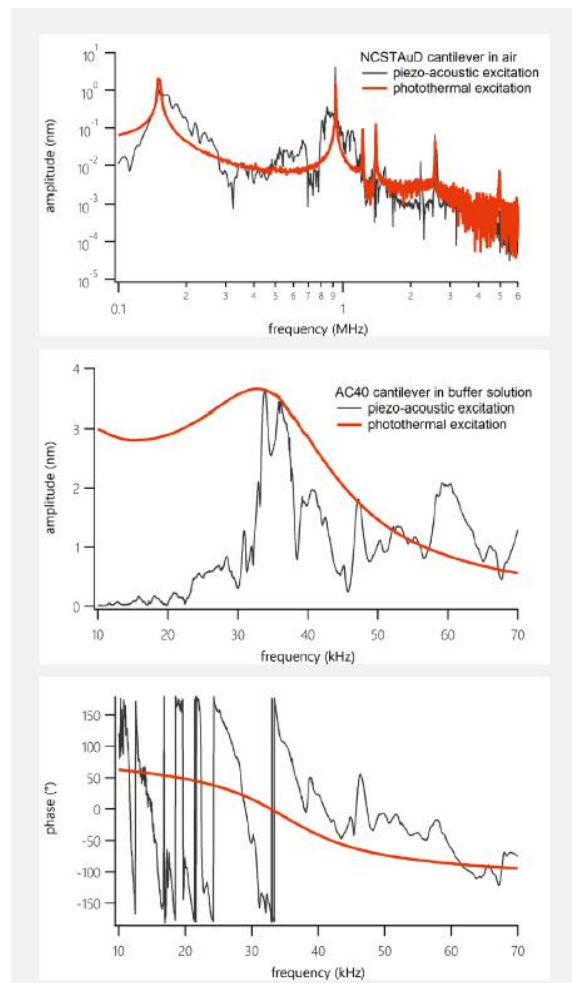 NCSTAuD cantilever in air
piezo-acoustic excitation
photothermal excitation
amplitude (nm)
10¹
10⁰
10⁻¹
10⁻²
10⁻³
10⁻⁴
10⁻⁵
0.1 2 3 4 5 6 7 8 9 1 2 3 4 5 6
frequency (MHz)
AC40 cantilever in buffer solution
piezo-acoustic excitation
photothermal excitation
amplitude (nm)
4
3
2
1
0
10 20 30 40 50 60 70
frequency (kHz)
phase (°)
150
100
50
0
-50
-100
-150
10 20 30 40 50 60 70
frequency (kHz)